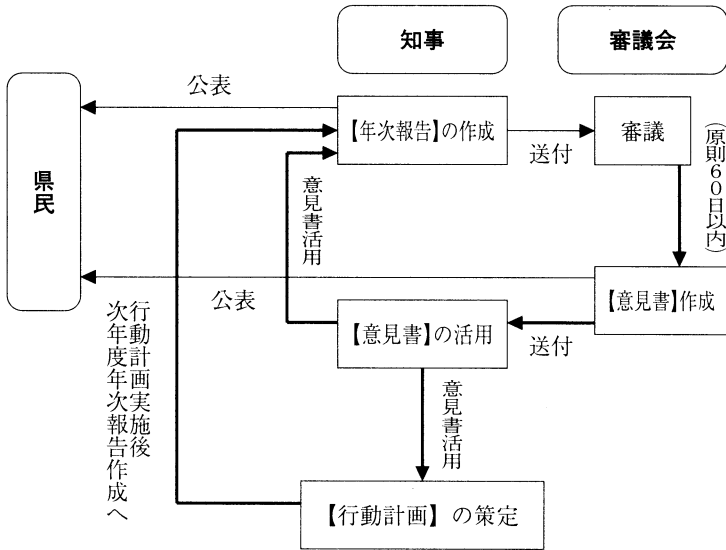 知事
審議会
公表
県民
【年次報告】の作成
送付
審議
（原則６０日以内）
意見書活用
公表
【意見書】の活用
送付
【意見書】作成
行動計画実施後
次年度年次報告作成へ
意見書活用
【行動計画】の策定